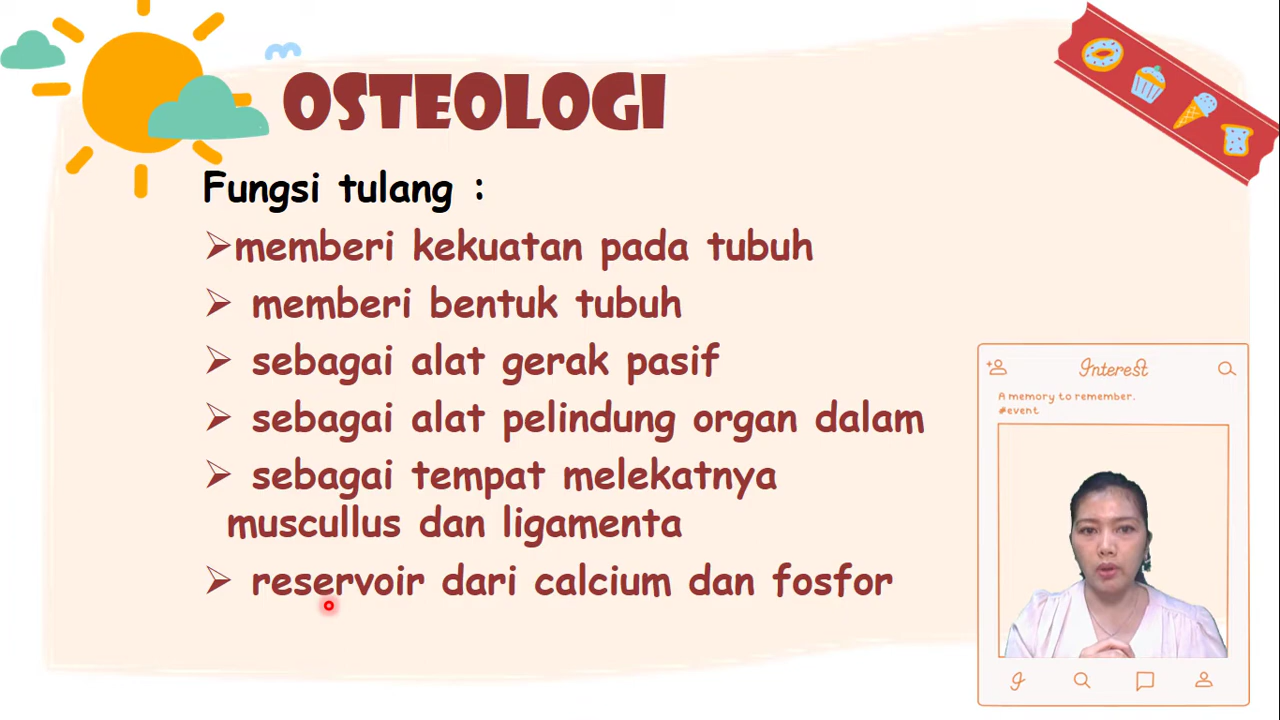 OSTEOLOGI
Fungsi tulang :
memberi kekuatan pada tubuh
memberi bentuk tubuh
sebagai alat gerak pasif
sebagai alat pelindung organ dalam
sebagai tempat melekatnya
muscullus dan ligamenta
reservoir dari calcium dan fosfor
Interest
A memory to remember.
#event